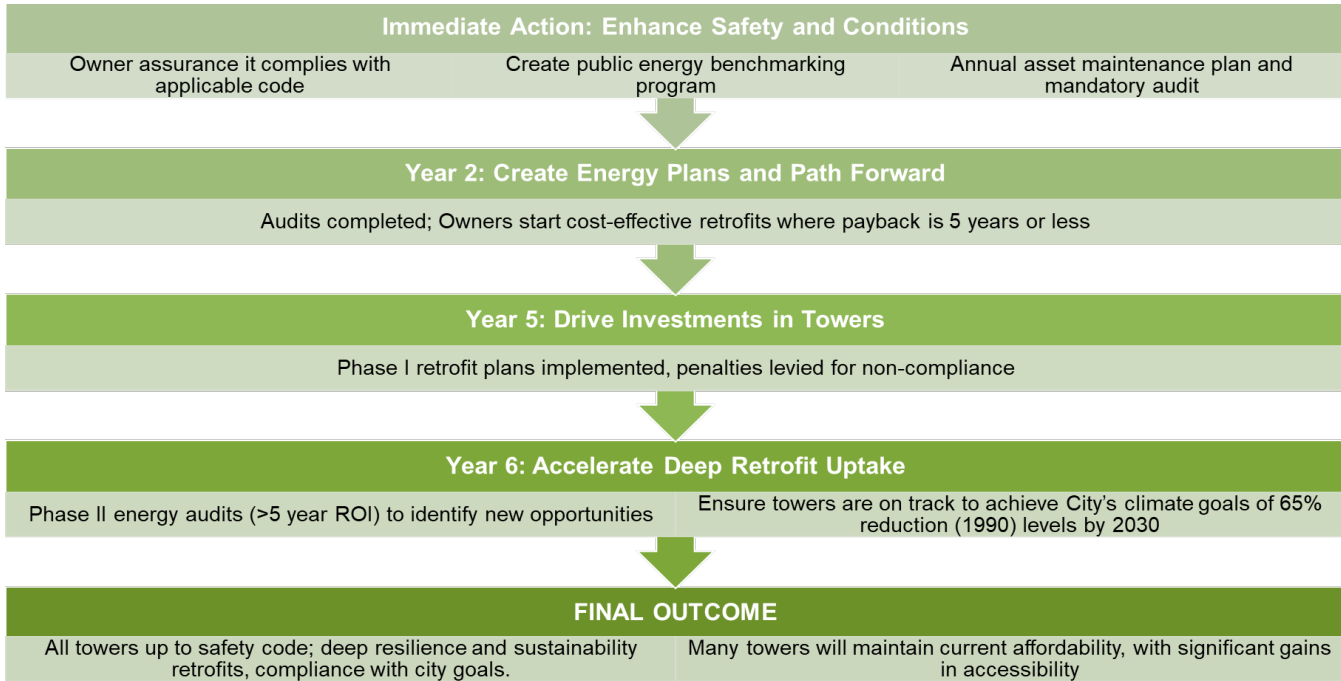 Immediate Action: Enhance Safety and Conditions
Owner assurance it complies with
applicable code
Create public energy benchmarking
program
Annual asset maintenance plan and
mandatory audit
Year 2: Create Energy Plans and Path Forward
Audits completed; Owners start cost-effective retrofits where payback is 5 years or less
Year 5: Drive Investments in Towers
Phase I retrofit plans implemented, penalties levied for non-compliance
Year 6: Accelerate Deep Retrofit Uptake
Phase II energy audits (>5 year ROI) to identify new opportunities
Ensure towers are on track to achieve City's climate goals of 65%
reduction (1990) levels by 2030
FINAL OUTCOME
All towers up to safety code; deep resilience and sustainability
retrofits, compliance with city goals.
Many towers will maintain current affordability, with significant gains
in accessibility